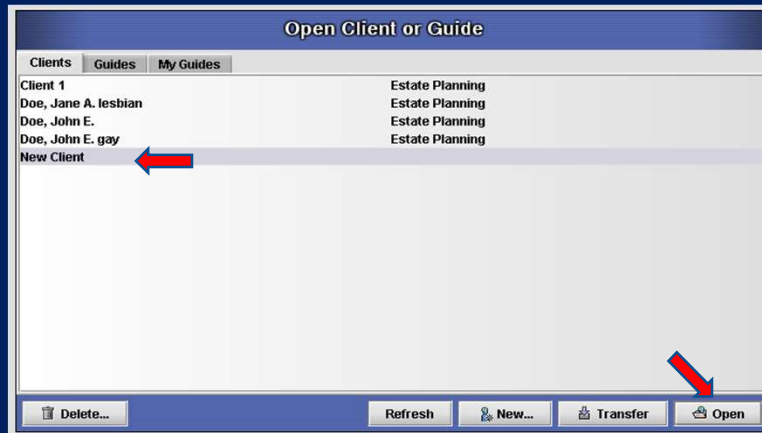 Open Client or Guide
Clients Guides My Guides
Client 1 Estate Planning
Doe, Jane A. lesbian Estate Planning
Doe, John E. Estate Planning
Doe, John E. gay Estate Planning
New Client
Delete... Refresh New... Transfer Open